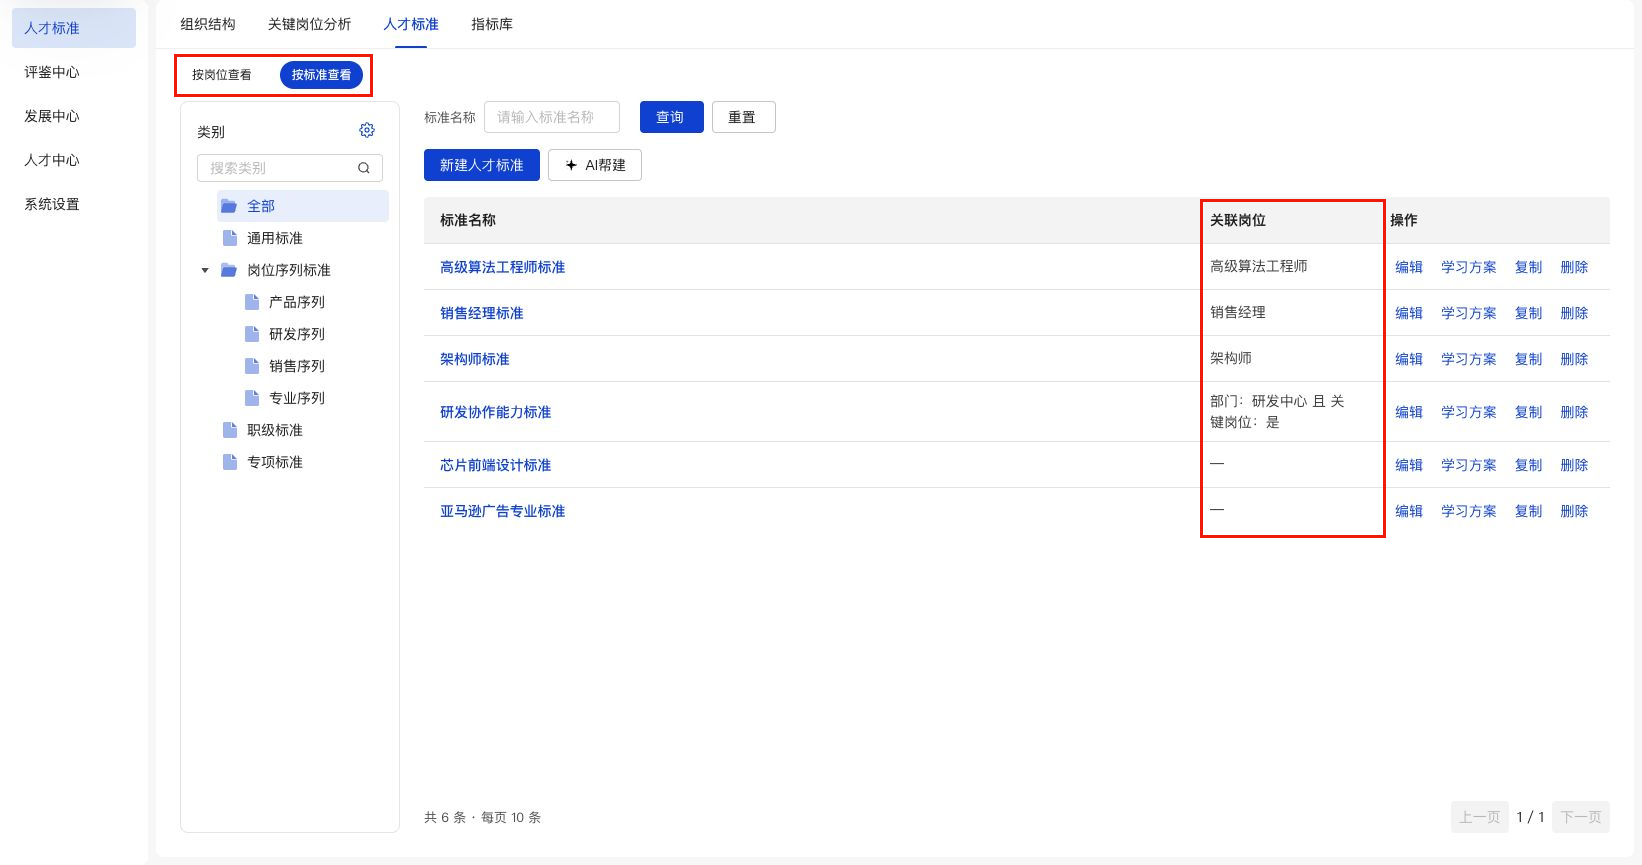 人才标准
评鉴中心
发展中心
人才中心
系统设置
组织结构 关键岗位分析 人才标准 指标库
按岗位查看 按标准查看
类别
搜索类别
全部
通用标准
岗位序列标准
产品序列
研发序列
销售序列
专业序列
职级标准
专项标准
标准名称 请输入标准名称 查询 重置
新建人才标准 AI帮建
标准名称 关联岗位 操作
高级算法工程师标准 高级算法工程师 编辑 学习方案 复制 删除
销售经理标准 销售经理 编辑 学习方案 复制 删除
架构师标准 架构师 编辑 学习方案 复制 删除
研发协作能力标准 部门：研发中心 且 关
键岗位：是 编辑 学习方案 复制 删除
芯片前端设计标准 — 编辑 学习方案 复制 删除
亚马逊广告专业标准 — 编辑 学习方案 复制 删除
共 6 条 · 每页 10 条 上一页 1 / 1 下一页